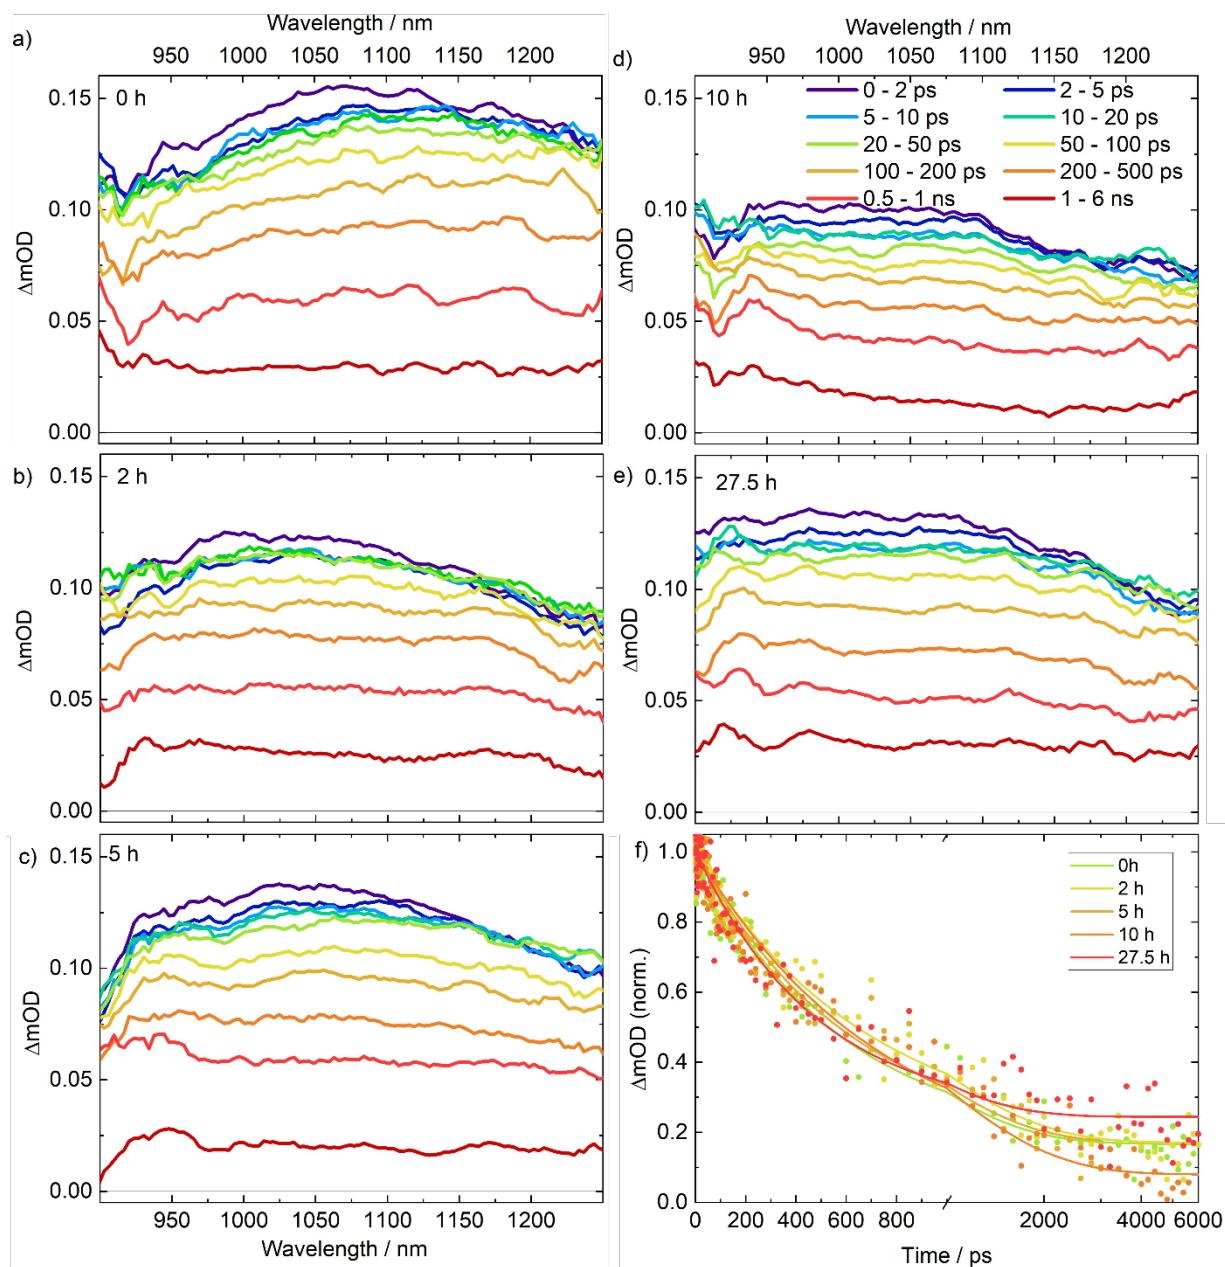 Wavelength / nm
950 1000 1050 1100 1150 1200
a)
0 h
0.15
0.10
0.05
0.00
ΔmOD
b)
2 h
0.15
0.10
0.05
0.00
ΔmOD
c)
5 h
0.15
0.10
0.05
0.00
ΔmOD
950 1000 1050 1100 1150 1200
Wavelength / nm
Wavelength / nm
950 1000 1050 1100 1150 1200
d)
10 h
0 - 2 ps 2 - 5 ps
5 - 10 ps 10 - 20 ps
20 - 50 ps 50 - 100 ps
100 - 200 ps 200 - 500 ps
0.5 - 1 ns 1 - 6 ns
0.15
0.10
0.05
0.00
ΔmOD
e)
27.5 h
0.15
0.10
0.05
0.00
ΔmOD
f)
0h
2 h
5 h
10 h
27.5 h
1.0
0.8
0.6
0.4
0.2
0.0
ΔmOD (norm.)
0 200 400 600 800 2000 4000 6000
Time / ps